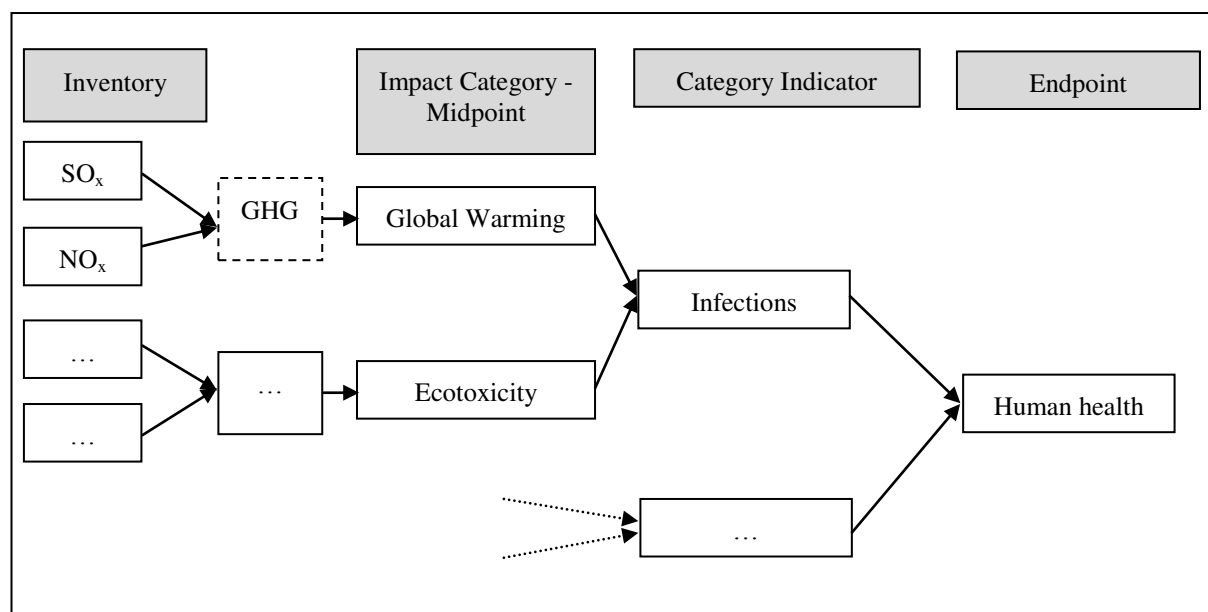 Inventory
Impact Category -
Midpoint
Category Indicator
Endpoint
SOₓ
GHG
Global Warming
NOₓ
Infections
…
…
Ecotoxicity
Human health
…
…